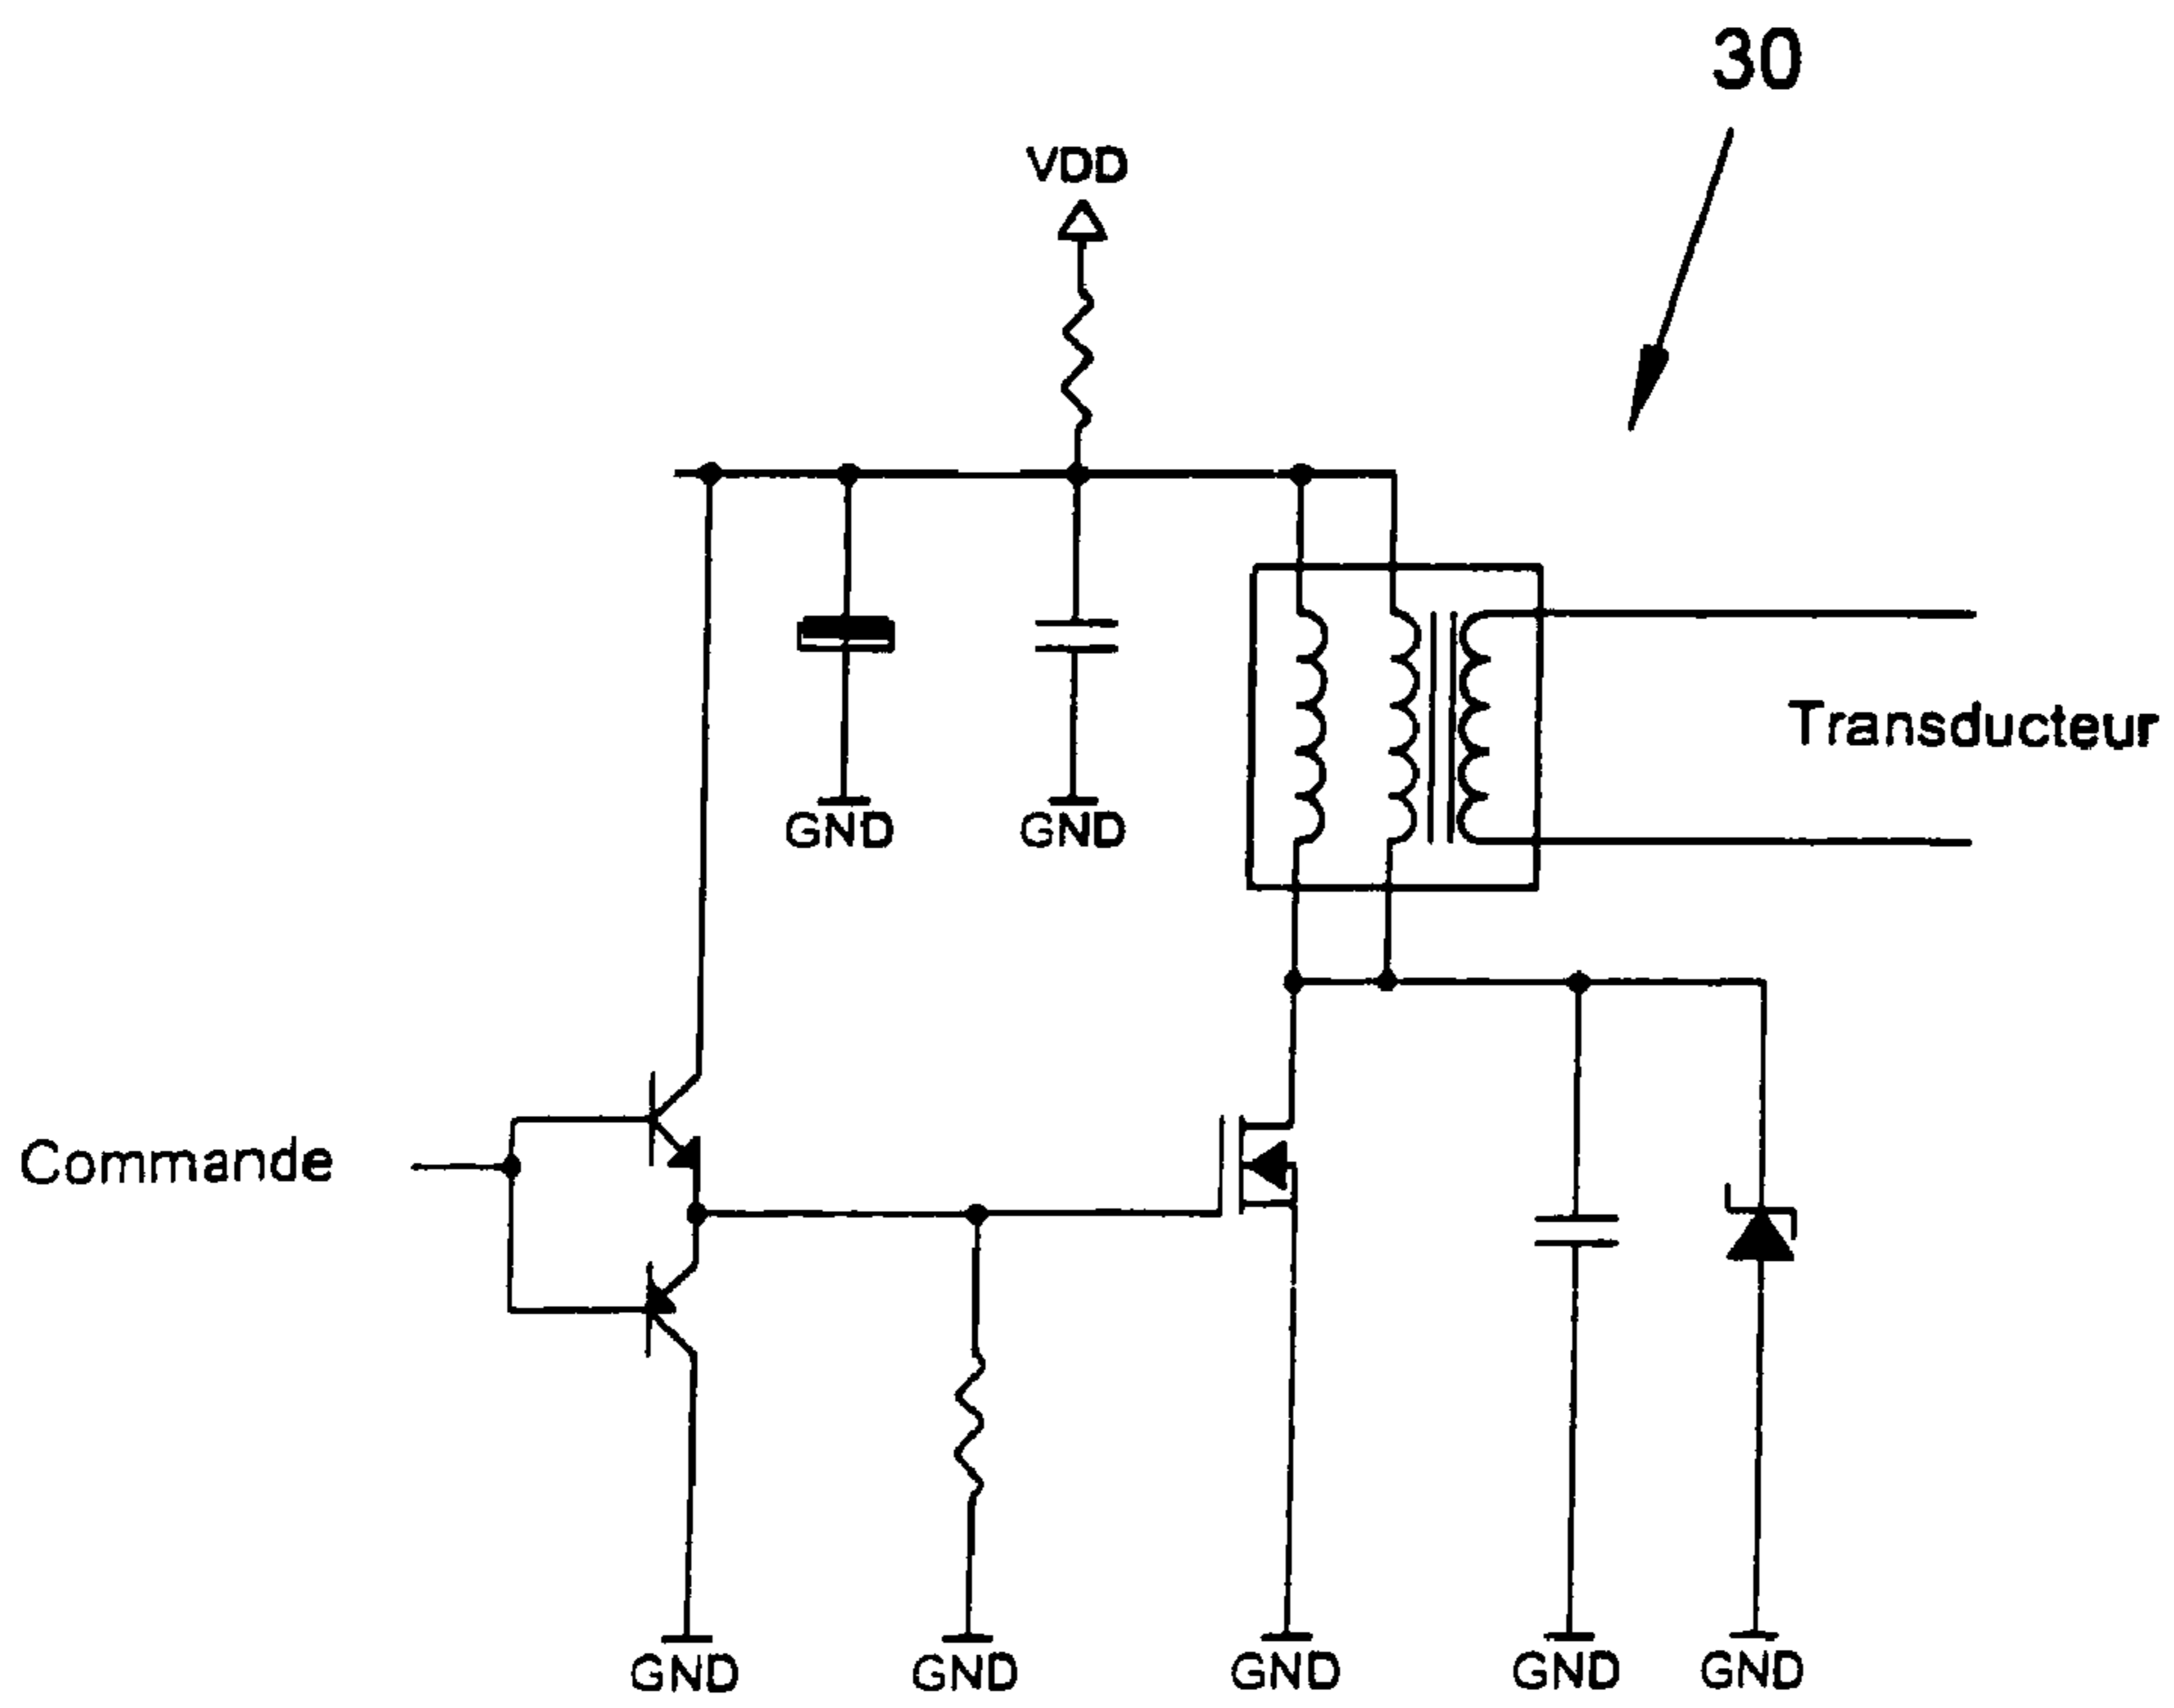 30
VDD
GND GND
Transducteur
Commande
GND GND GND GND GND